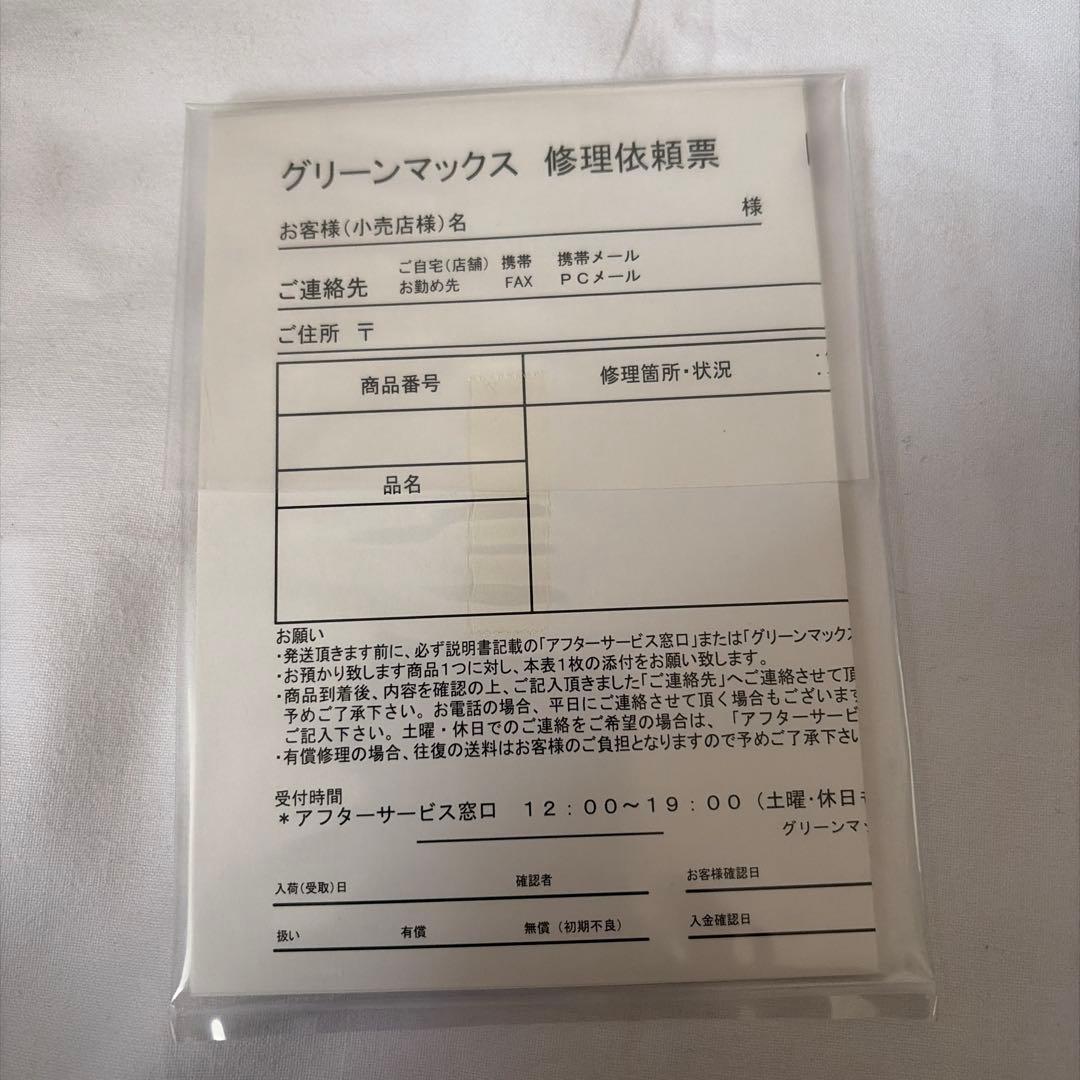 グリーンマックス 修理依頼票
お客様(小売店様)名 様
ご自宅(店舗) 携帯 携帯メール
ご連絡先 お勤め先 FAX PCメール
ご住所 〒
商品番号 修理箇所・状況
品名
お願い
・発送頂きます前に、必ず説明書記載の「アフターサービス窓口」または「グリーンマックス
・お預かり致します商品1つに対し、本表1枚の添付をお願い致します。
・商品到着後、内容を確認の上、ご記入頂きました「ご連絡先」へご連絡させて頂
予めご了承下さい。お電話の場合、平日にご連絡させて頂く場合もございます
ご記入下さい。土曜・休日でのご連絡をご希望の場合は、「アフターサービ
・有償修理の場合、往復の送料はお客様のご負担となりますので予めご了承下さい
受付時間
*アフターサービス窓口 12:00~19:00 (土曜・休日
グリーンマッ
入荷(受取)日 確認者 お客様確認日
扱い 有償 無償(初期不良) 入金確認日